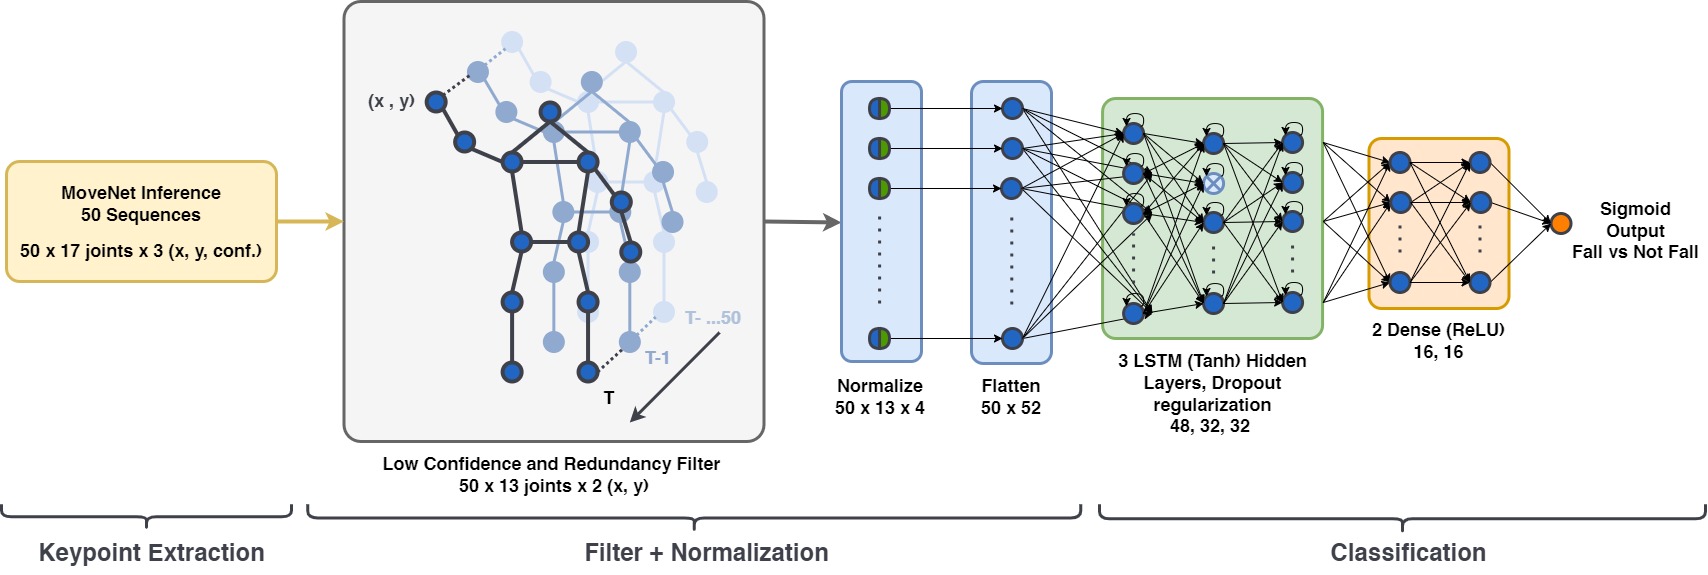 MoveNet Inference
50 Sequences
50 x 17 joints x 3 (x, y, conf.)
(x , y)
T- ...50
T-1
T
Low Confidence and Redundancy Filter
50 x 13 joints x 2 (x, y)
Normalize
50 x 13 x 4
Flatten
50 x 52
3 LSTM (Tanh) Hidden
Layers, Dropout
regularization
48, 32, 32
2 Dense (ReLU)
16, 16
Sigmoid
Output
Fall vs Not Fall
Keypoint Extraction
Filter + Normalization
Classification